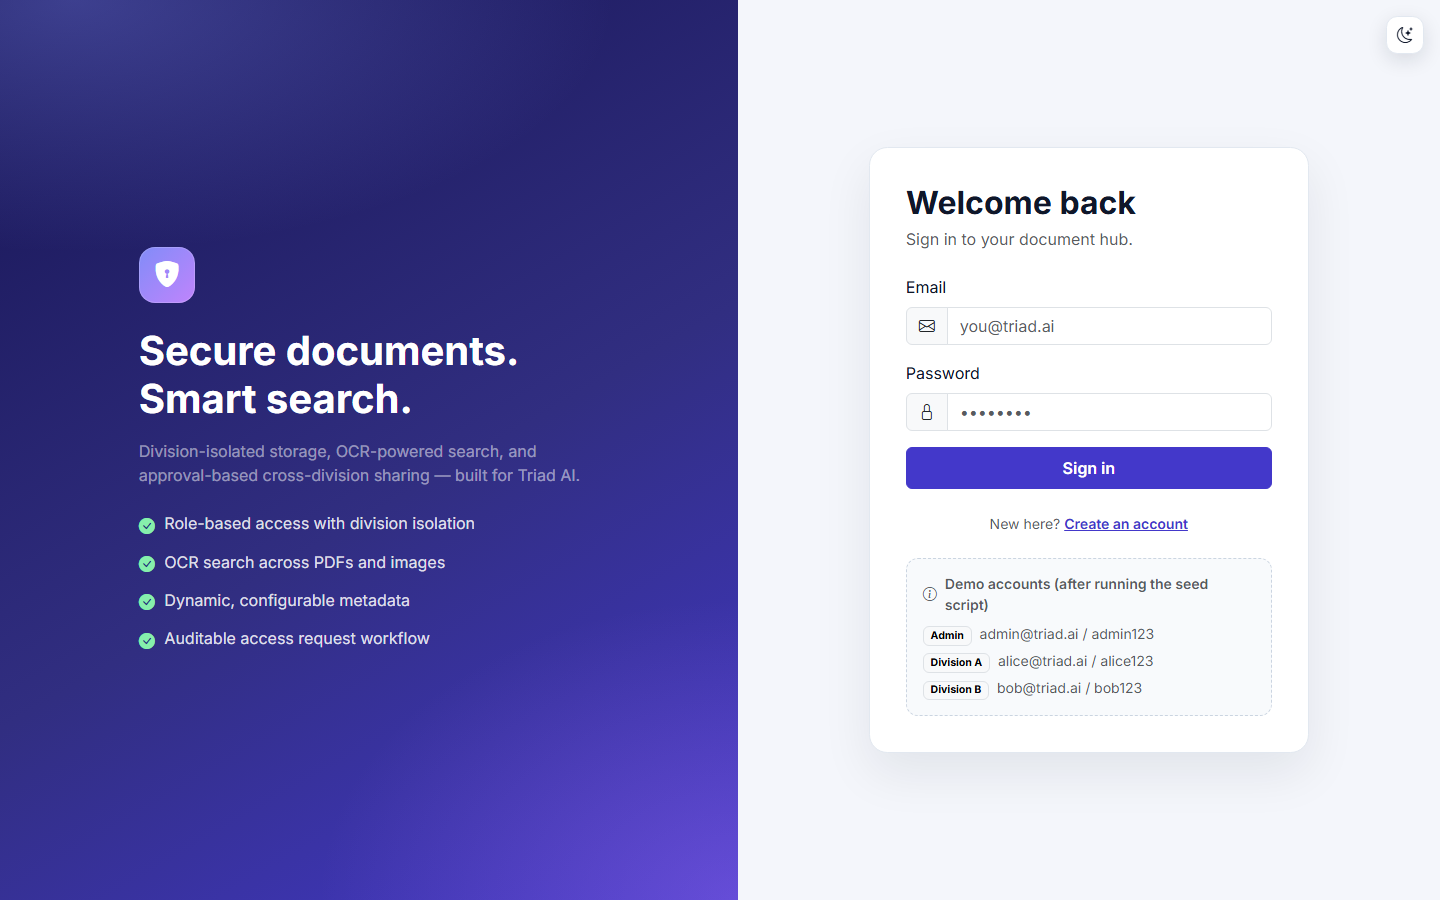 Secure documents.
Smart search.
Division-isolated storage, OCR-powered search, and
approval-based cross-division sharing — built for Triad AI.
Role-based access with division isolation
OCR search across PDFs and images
Dynamic, configurable metadata
Auditable access request workflow
Welcome back
Sign in to your document hub.
Email
you@triad.ai
Password
••••••••
Sign in
New here? Create an account
Demo accounts (after running the seed
script)
Admin admin@triad.ai / admin123
Division A alice@triad.ai / alice123
Division B bob@triad.ai / bob123